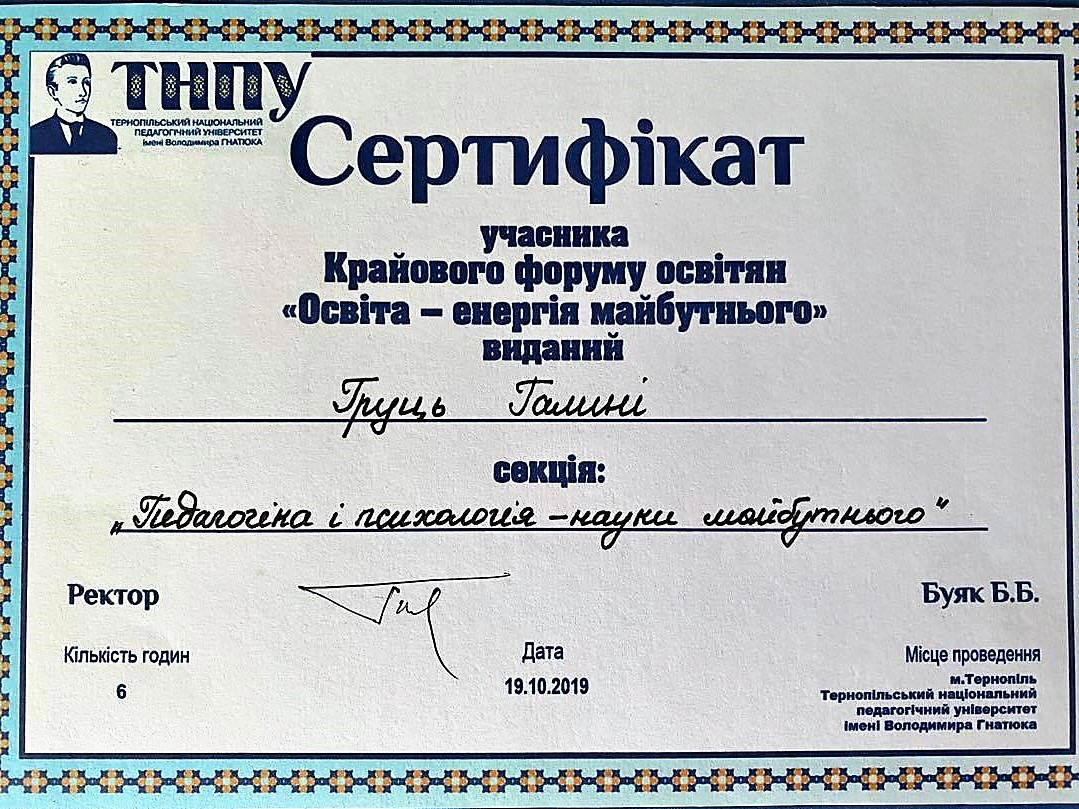 ТНПУ
ТЕРНОПІЛЬСЬКИЙ НАЦІОНАЛЬНИЙ
ПЕДАГОГІЧНИЙ УНІВЕРСИТЕТ
імені Володимира ГНАТЮКА
Сертифікат
учасника
Крайового форуму освітян
«Освіта – енергія майбутнього»
виданий
Груць Галині
секція:
„Педагогіка і психологія – науки майбутнього"
Ректор
Буяк Б.Б.
Кількість годин
6
Дата
19.10.2019
Місце проведення
м.Тернопіль
Тернопільський національний
педагогічний університет
імені Володимира Гнатюка